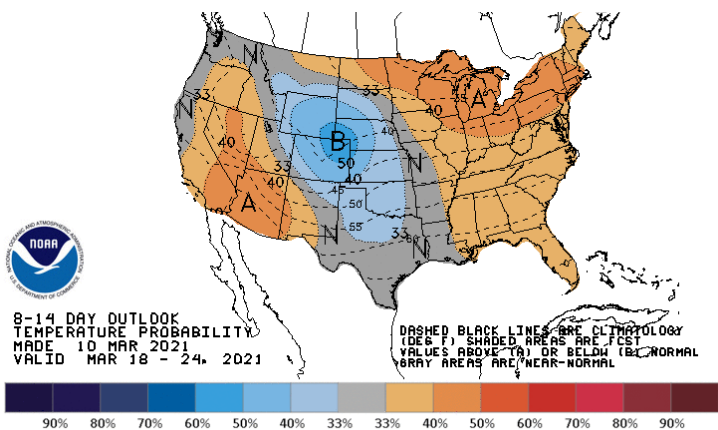 N
N
33
33
A
40
40
40
N
40
B
33
40
50
40
45
50
55
N
A
N
33
N
NATIONAL OCEANIC AND ATMOSPHERIC ADMINISTRATION
NOAA
U.S. DEPARTMENT OF COMMERCE
8-14 DAY OUTLOOK
TEMPERATURE PROBABILITY
MADE 10 MAR 2021
VALID MAR 18 - 24, 2021
DASHED BLACK LINES ARE CLIMATOLOGY
(DEG F) SHADED AREAS ARE FCST
VALUES ABOVE (A) OR BELOW (B) NORMAL
GRAY AREAS ARE NEAR-NORMAL
90% 80% 70% 60% 50% 40% 33% 33% 40% 50% 60% 70% 80% 90%